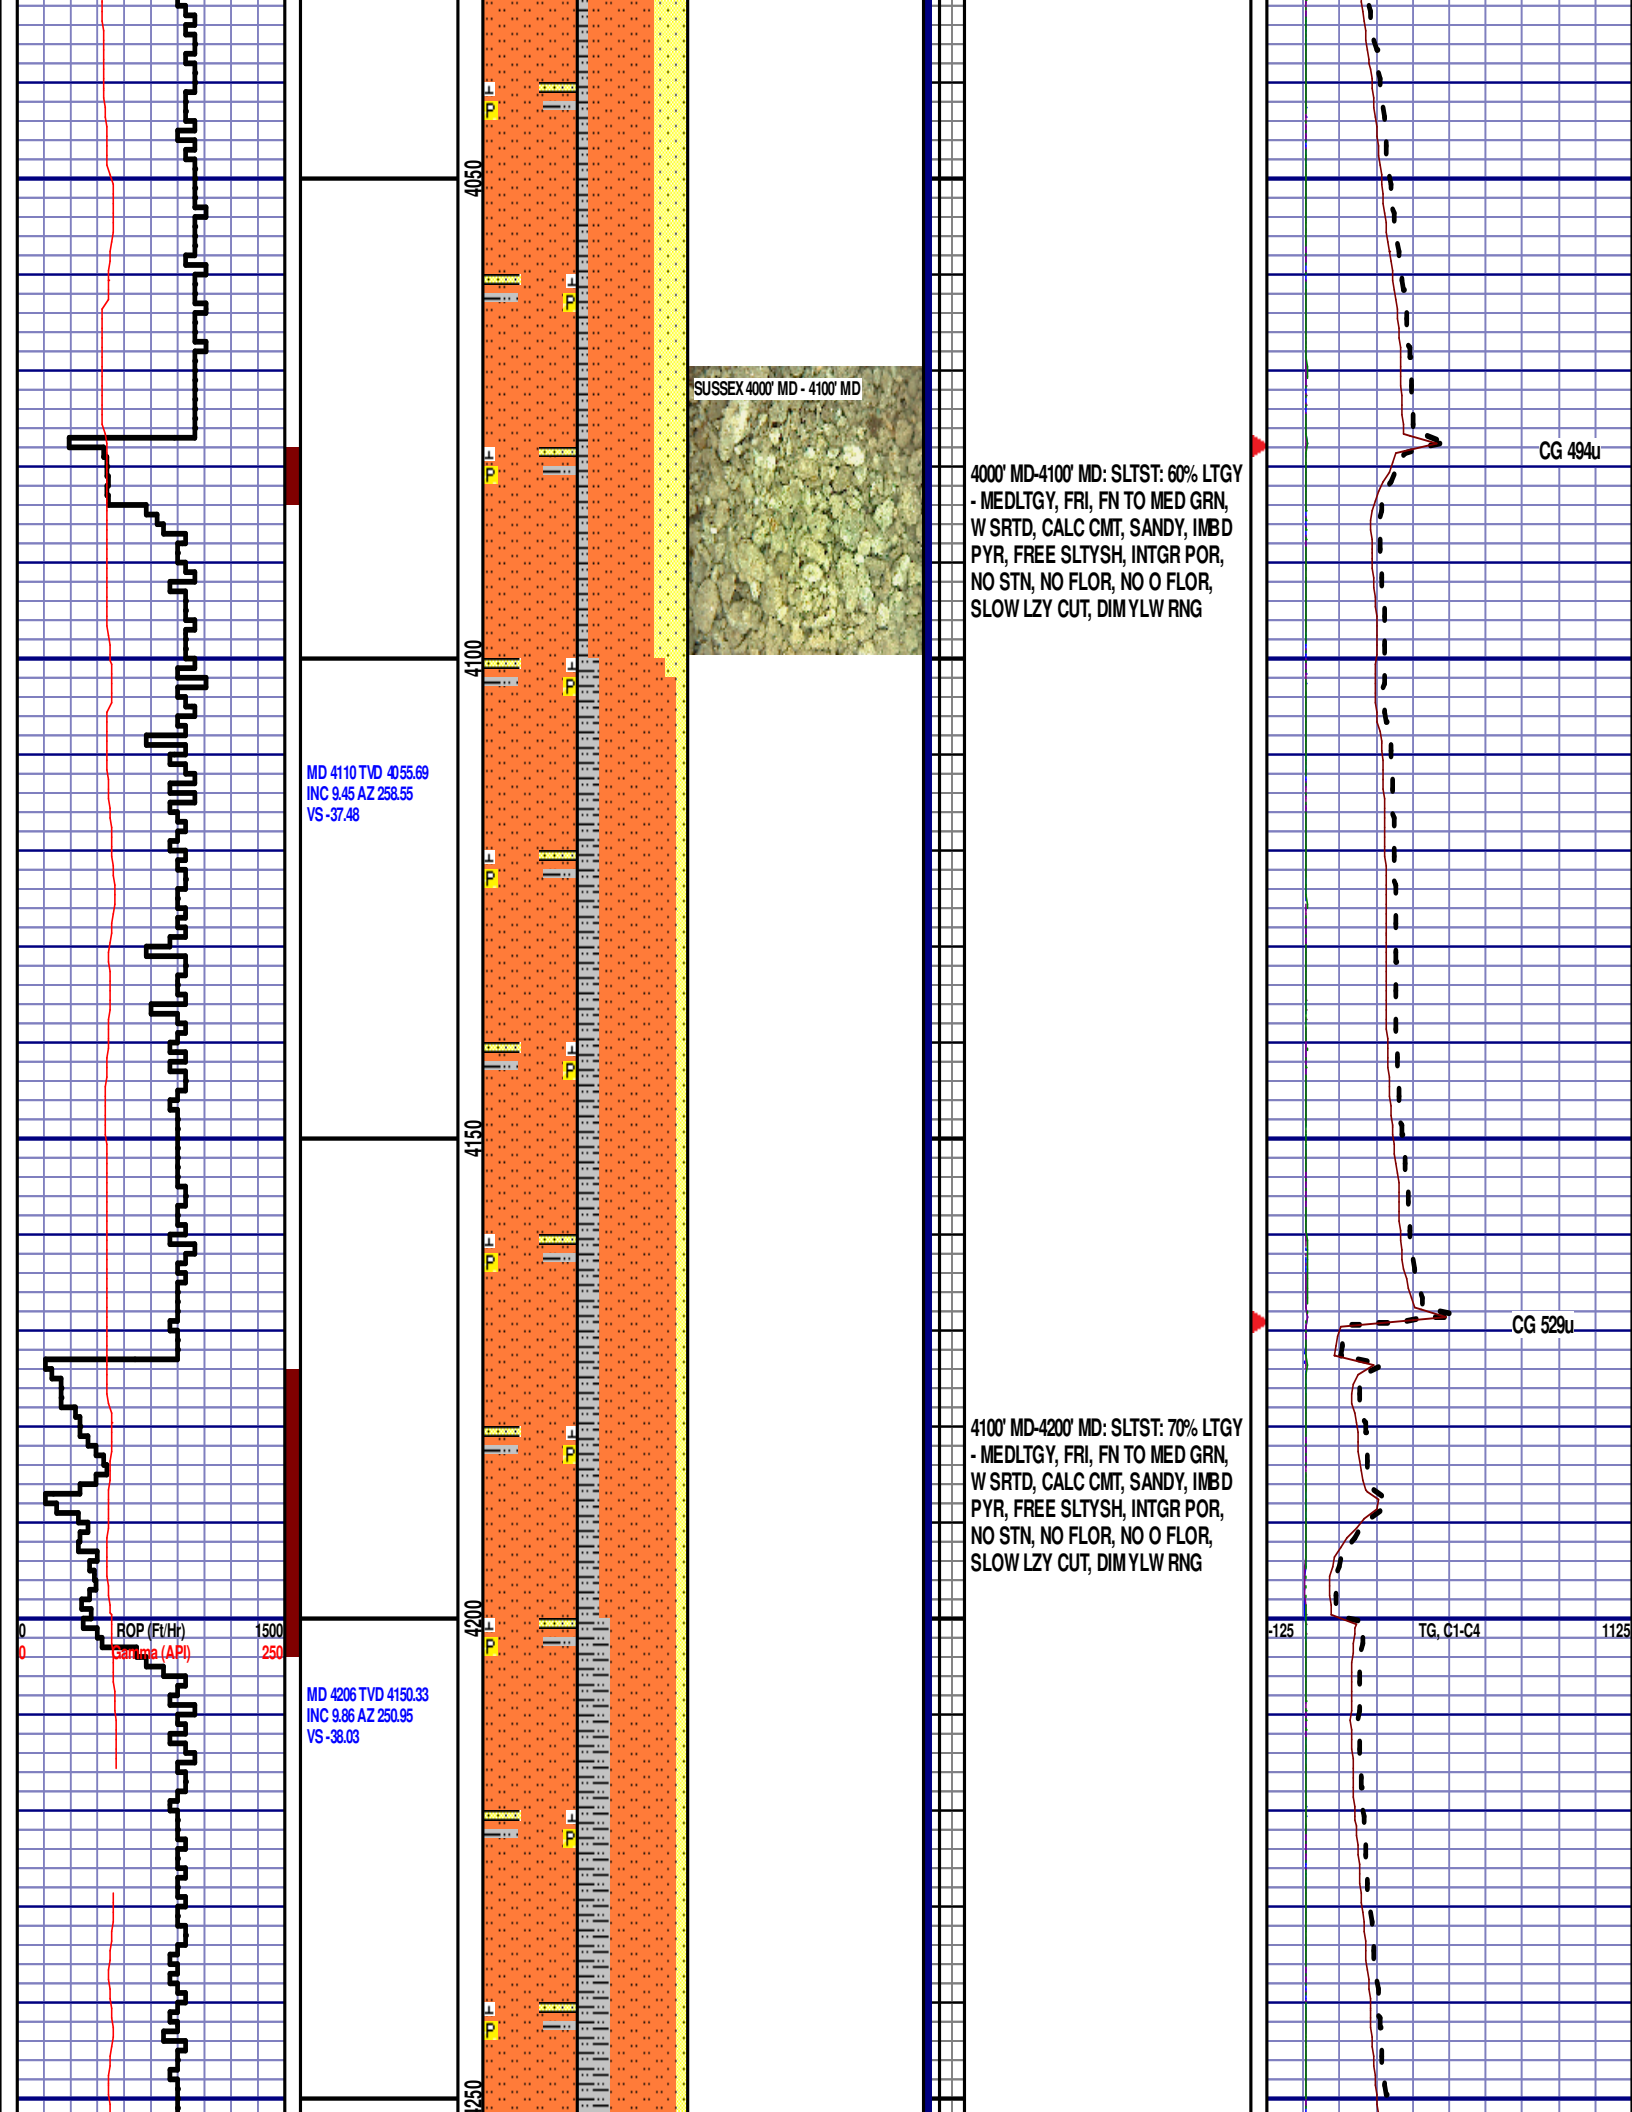 4050
SUSSEX 4000' MD - 4100' MD
CG 494u
4000' MD-4100' MD: SLTST: 60% LTGY
- MEDLTGY, FRI, FN TO MED GRN,
W SRTD, CALC CMT, SANDY, IMBD
PYR, FREE SLTYSH, INTGR POR,
NO STN, NO FLOR, NO O FLOR,
SLOW LZY CUT, DIM YLW RNG
4100
MD 4110 TVD 4055.69
INC 9.45 AZ 258.55
VS -37.48
4150
CG 529u
4100' MD-4200' MD: SLTST: 70% LTGY
- MEDLTGY, FRI, FN TO MED GRN,
W SRTD, CALC CMT, SANDY, IMBD
PYR, FREE SLTYSH, INTGR POR,
NO STN, NO FLOR, NO O FLOR,
SLOW LZY CUT, DIM YLW RNG
4200
0 ROP (Ft/Hr) 1500
0 Gamma (API) 250
-125 TG, C1-C4 1125
MD 4206 TVD 4150.33
INC 9.86 AZ 250.95
VS -38.03
4250
P
P
P
P
P
P
P
P
P
P
P